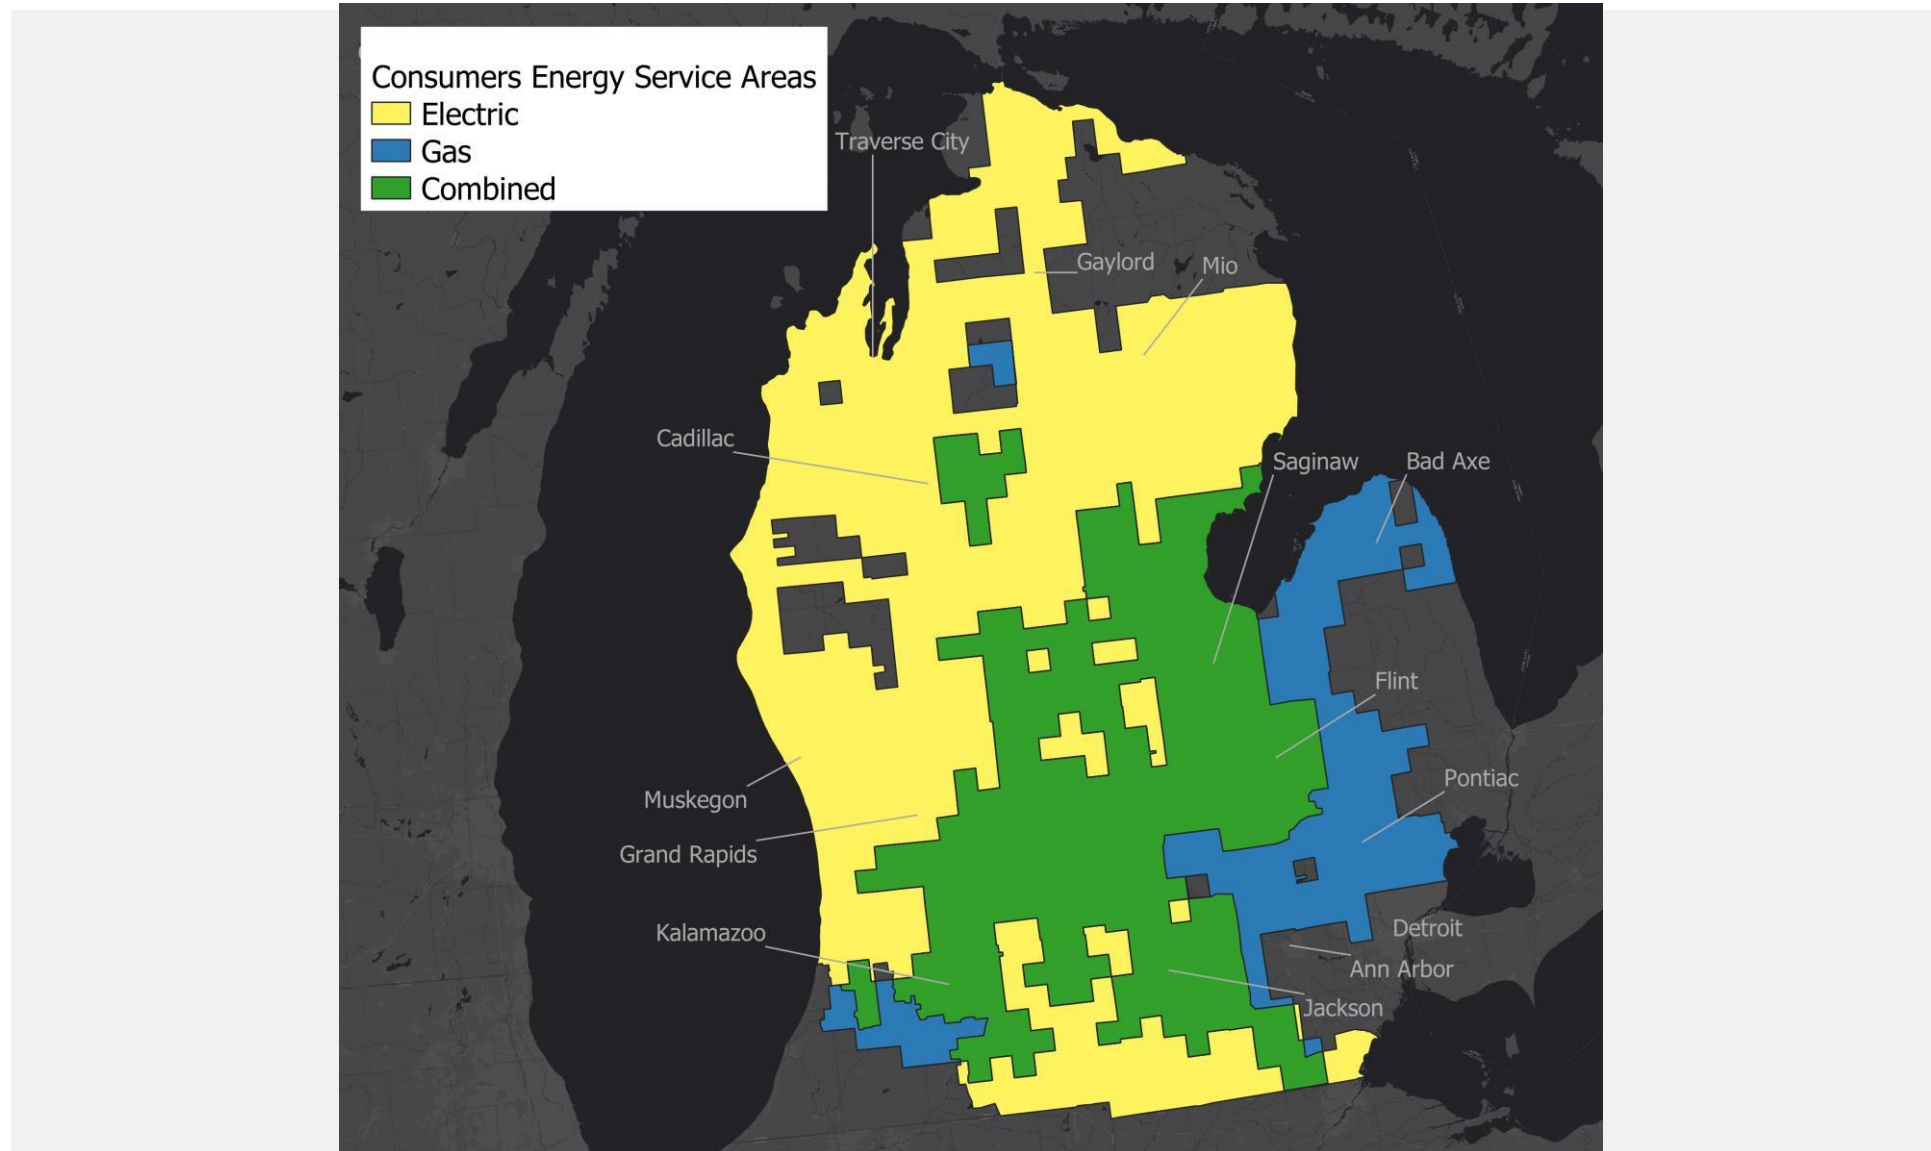 Consumers Energy Service Areas
Electric
Gas
Combined
Traverse City
Gaylord
Mio
Cadillac
Saginaw
Bad Axe
Flint
Pontiac
Muskegon
Grand Rapids
Kalamazoo
Detroit
Ann Arbor
Jackson